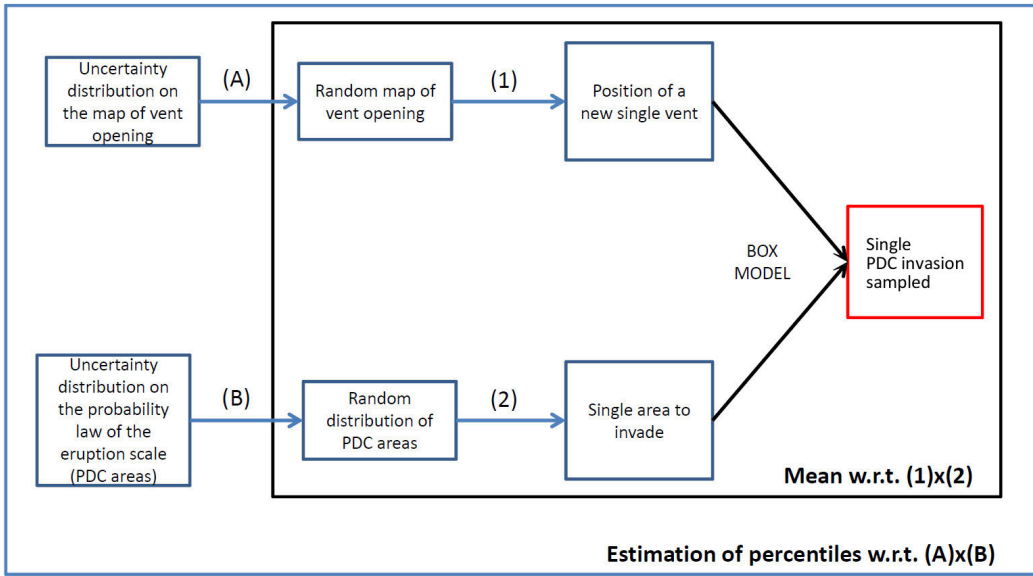 Uncertainty
distribution on
the map of vent
opening
(A)
Random map of
vent opening
(1)
Position of a
new single vent
BOX
MODEL
Single
PDC invasion
sampled
Uncertainty
distribution on
the probability
law of the
eruption scale
(PDC areas)
(B)
Random
distribution of
PDC areas
(2)
Single area to
invade
Mean w.r.t. (1)x(2)
Estimation of percentiles w.r.t. (A)x(B)